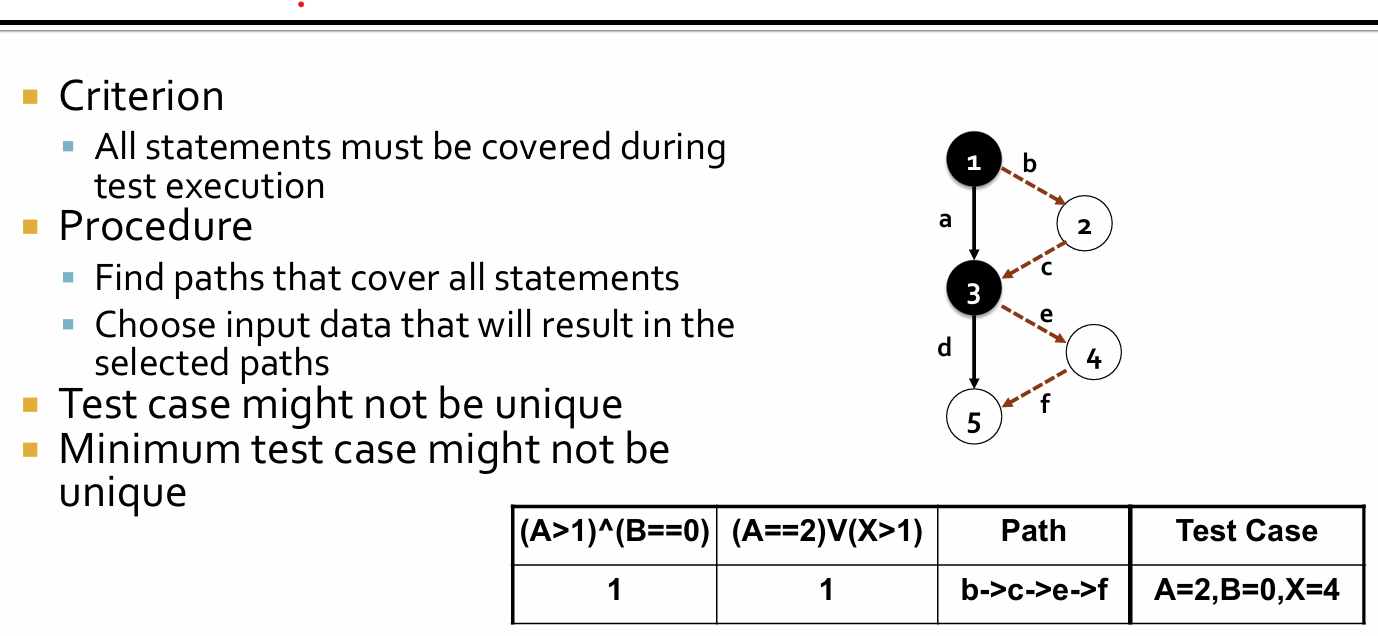 Criterion
All statements must be covered during
test execution
Procedure
Find paths that cover all statements
Choose input data that will result in the
selected paths
Test case might not be unique
Minimum test case might not be
unique
1
b
a
2
c
3
e
d
4
f
5
(A>1)^(B==0) (A==2)V(X>1) Path Test Case
1 1 b->c->e->f A=2,B=0,X=4